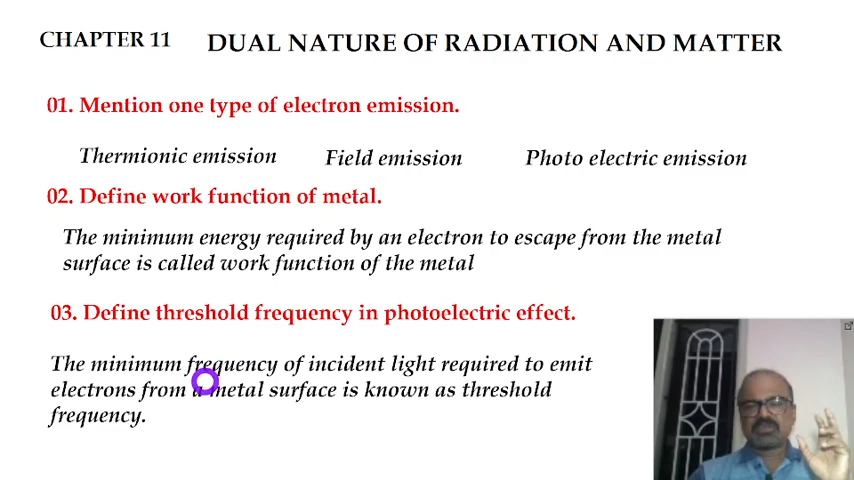 CHAPTER 11 DUAL NATURE OF RADIATION AND MATTER
01. Mention one type of electron emission.
Thermionic emission Field emission Photo electric emission
02. Define work function of metal.
The minimum energy required by an electron to escape from the metal
surface is called work function of the metal
03. Define threshold frequency in photoelectric effect.
The minimum frequency of incident light required to emit
electrons from a metal surface is known as threshold
frequency.